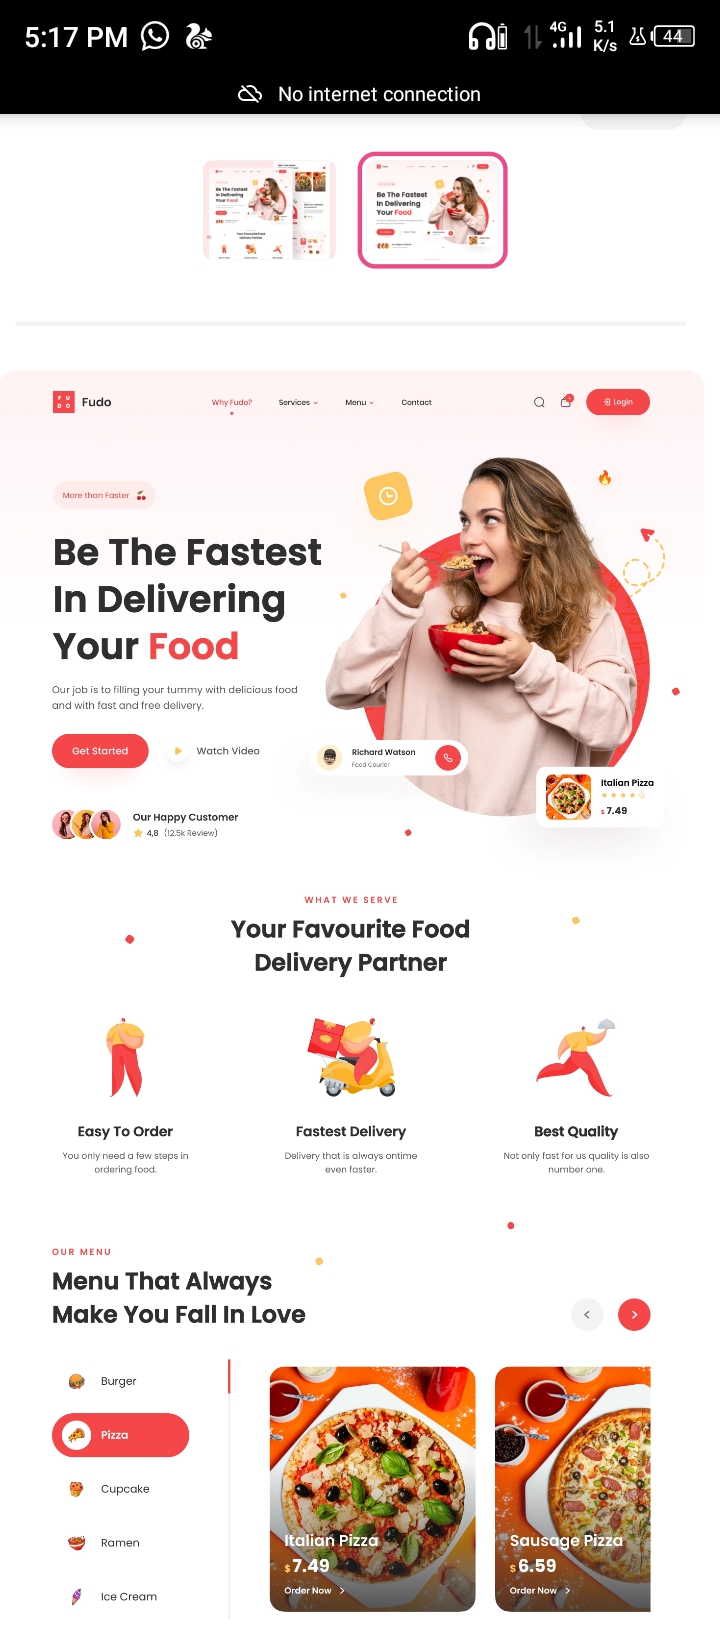 5:17 PM
4G
5.1
K/s
44
No internet connection
Be The Fastest
In Delivering
Your Food
Be The Fastest
In Delivering
Your Food
FU
DO
Fudo
Why Fudo?
Services
Menu
Contact
Login
More than Faster
Be The Fastest
In Delivering
Your Food
Our job is to filling your tummy with delicious food
and with fast and free delivery.
Get Started
Watch Video
Richard Watson
Food Courier
Italian Pizza
$7.49
Our Happy Customer
4,8 (12.5k Review)
WHAT WE SERVE
Your Favourite Food
Delivery Partner
Easy To Order
You only need a few steps in
ordering food.
Fastest Delivery
Delivery that is always ontime
even faster.
Best Quality
Not only fast for us quality is also
number one.
OUR MENU
Menu That Always
Make You Fall In Love
Burger
Pizza
Cupcake
Ramen
Ice Cream
Italian Pizza
$7.49
Order Now
Sausage Pizza
$6.59
Order Now